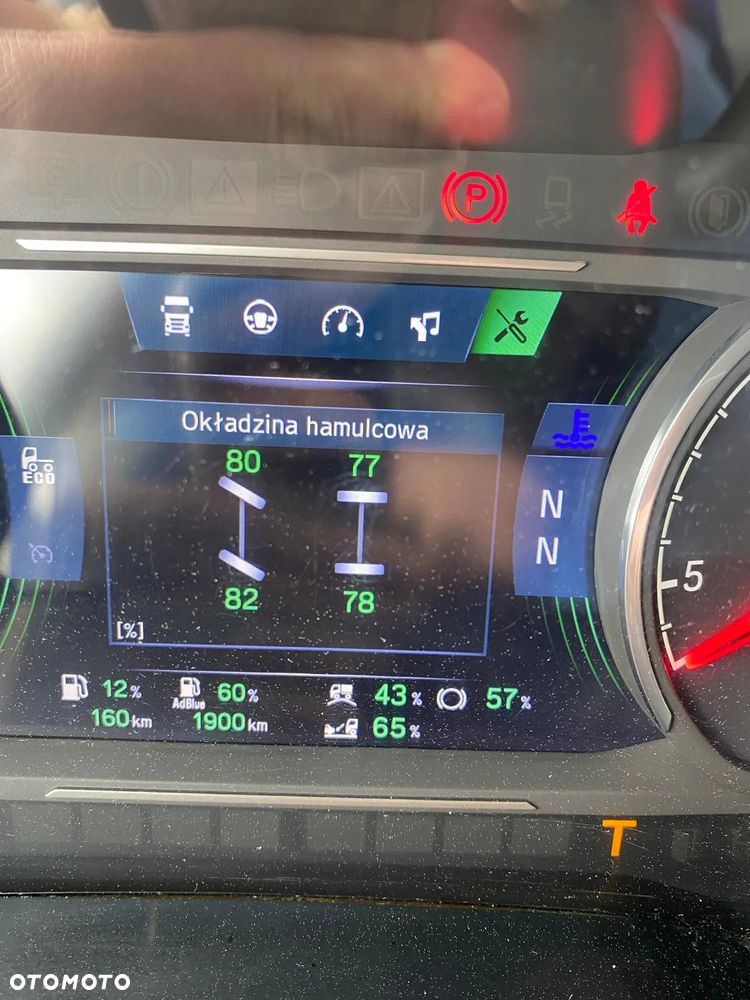 P
Okładzina hamulcowa
80 77
ECO
N
N
5
82 78
[%]
12% 60% 43% 57%
AdBlue
160km 1900km 65%
T
OTOMOTO